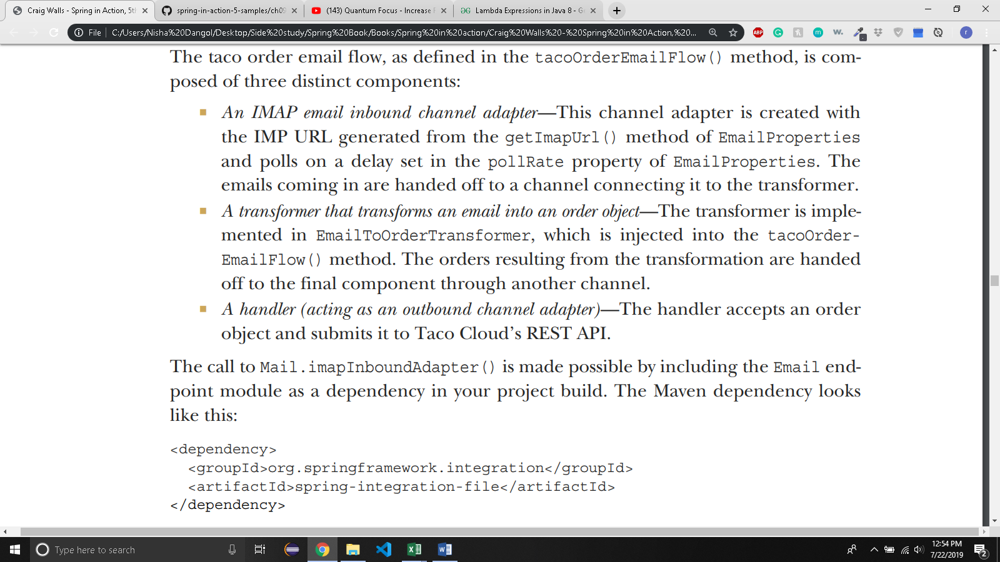 Craig Walls - Spring in Action, 5th
spring-in-action-5-samples/ch09
(143) Quantum Focus - Increase F
Lambda Expressions in Java 8 - Ge
File
C:/Users/Nisha%20Dangol/Desktop/Side%20study/Spring%20Book/Books/Spring%20in%20action/Craig%20Walls%20-%20Spring%20in%20Action,%20...
ABP
w.
r
The taco order email flow, as defined in the tacoOrderEmailFlow() method, is com-
posed of three distinct components:
An IMAP email inbound channel adapter—This channel adapter is created with
the IMP URL generated from the getImapUrl() method of EmailProperties
and polls on a delay set in the pollRate property of EmailProperties. The
emails coming in are handed off to a channel connecting it to the transformer.
A transformer that transforms an email into an order object—The transformer is imple-
mented in EmailToOrderTransformer, which is injected into the tacoOrder-
EmailFlow() method. The orders resulting from the transformation are handed
off to the final component through another channel.
A handler (acting as an outbound channel adapter)—The handler accepts an order
object and submits it to Taco Cloud’s REST API.
The call to Mail.imapInboundAdapter() is made possible by including the Email end-
point module as a dependency in your project build. The Maven dependency looks
like this:
<dependency>
<groupId>org.springframework.integration</groupId>
<artifactId>spring-integration-file</artifactId>
</dependency>
Type here to search
12:54 PM
7/22/2019
2